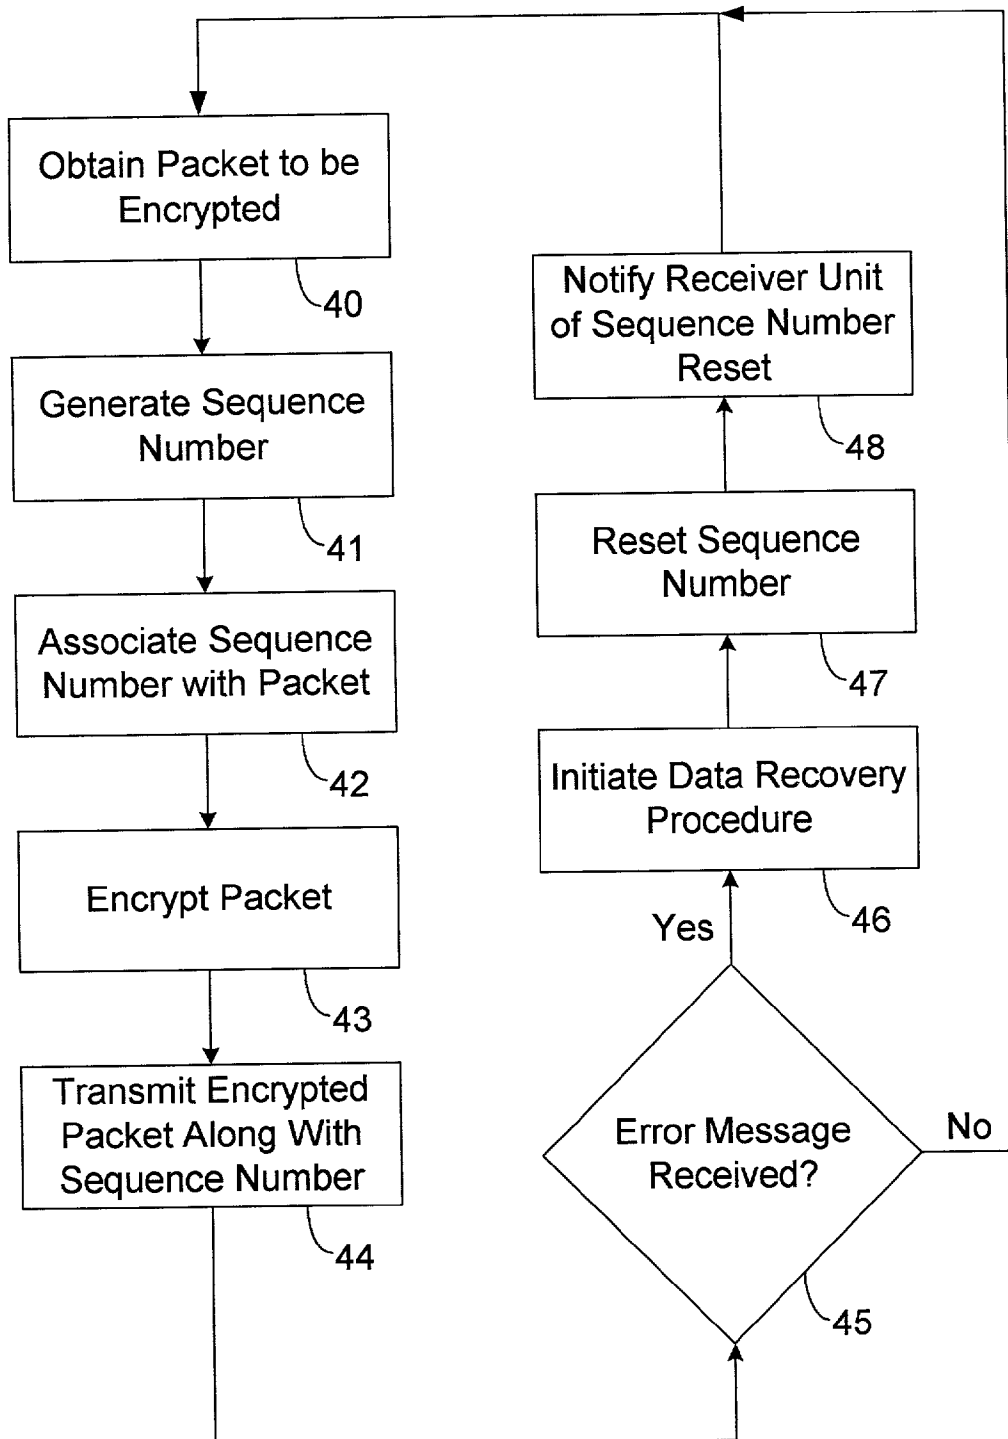 Obtain Packet to be
Encrypted
40
Generate Sequence
Number
41
Associate Sequence
Number with Packet
42
Encrypt Packet
43
Transmit Encrypted
Packet Along With
Sequence Number
44
Notify Receiver Unit
of Sequence Number
Reset
48
Reset Sequence
Number
47
Initiate Data Recovery
Procedure
46
Yes
Error Message
Received?
No
45